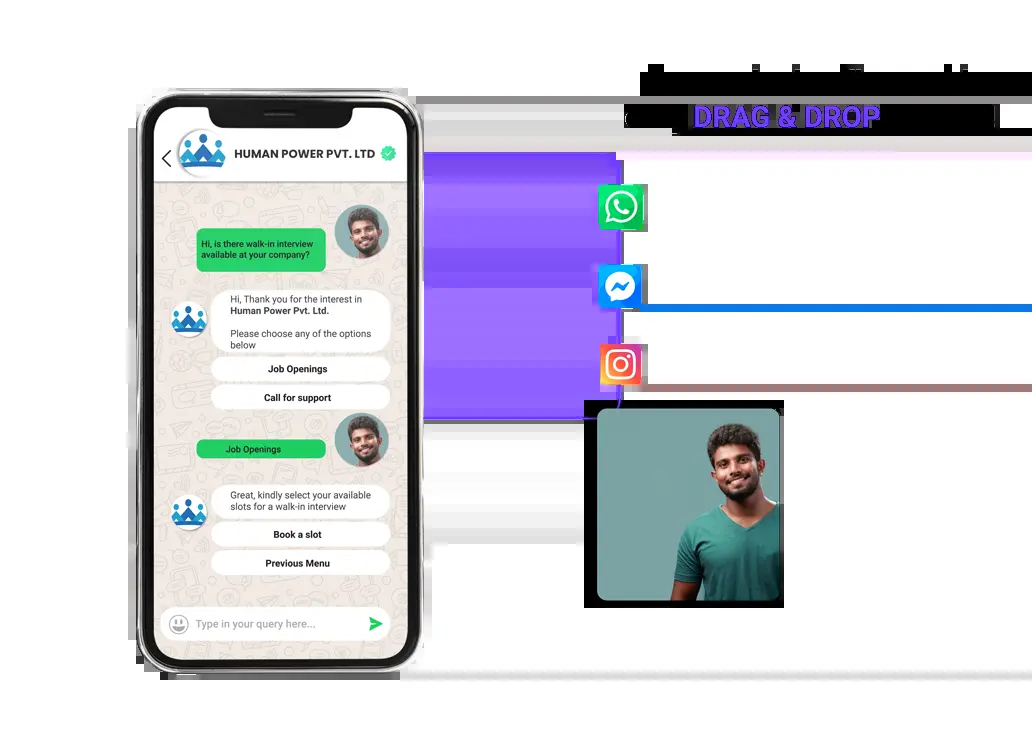 DRAG & DROP
HUMAN POWER PVT. LTD
Hi, is there walk-in interview
available at your company?
Hi, Thank you for the interest in
Human Power Pvt. Ltd.
Please choose any of the options
below
Job Openings
Call for support
Job Openings
Great, kindly select your available
slots for a walk-in interview
Book a slot
Previous Menu
Type in your query here...